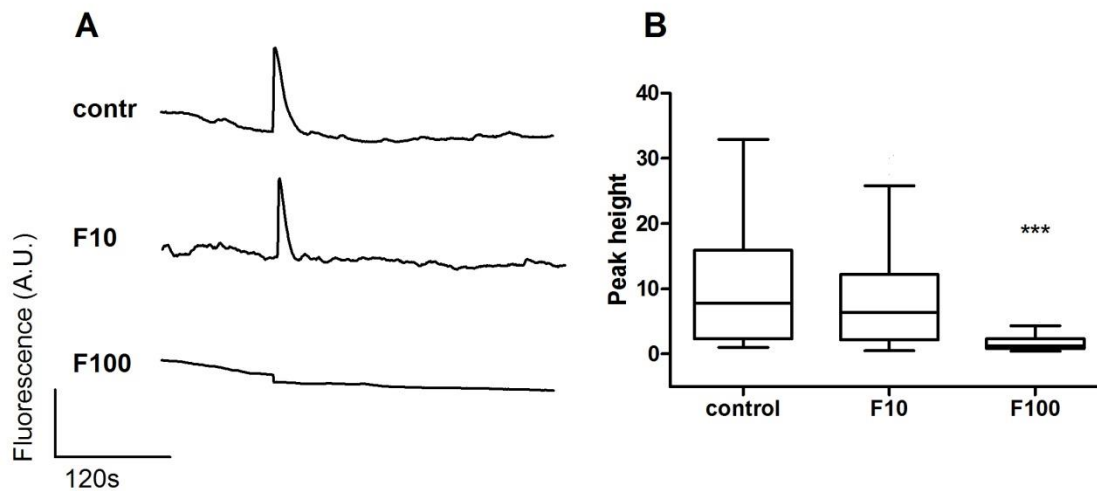 A
contr
F10
F100
Fluorescence (A.U.)
120s
B
Peak height
40
30
20
10
0
***
control F10 F100